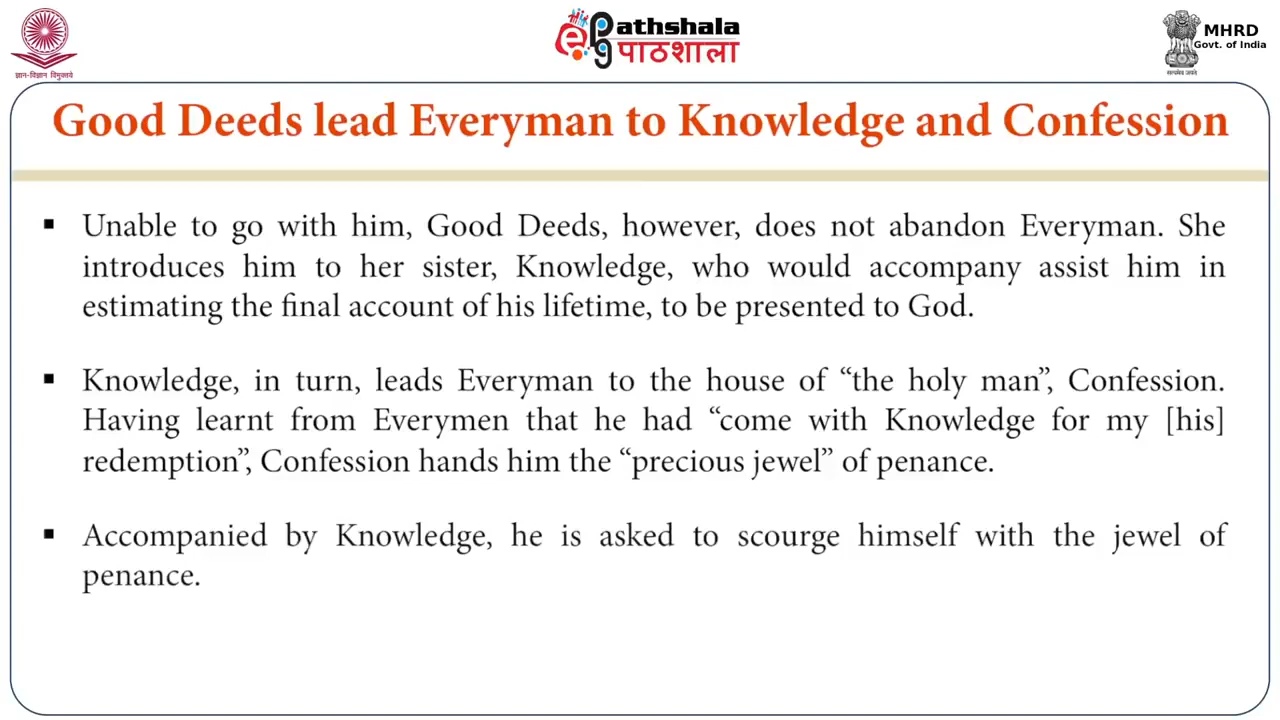 ज्ञान-विज्ञान विमुक्तये
Pathshala
पाठशाला
MHRD
Govt. of India
सत्यमेव जयते
Good Deeds lead Everyman to Knowledge and Confession
▪ Unable to go with him, Good Deeds, however, does not abandon Everyman. She
introduces him to her sister, Knowledge, who would accompany assist him in
estimating the final account of his lifetime, to be presented to God.
▪ Knowledge, in turn, leads Everyman to the house of “the holy man”, Confession.
Having learnt from Everymen that he had “come with Knowledge for my [his]
redemption”, Confession hands him the “precious jewel” of penance.
▪ Accompanied by Knowledge, he is asked to scourge himself with the jewel of
penance.